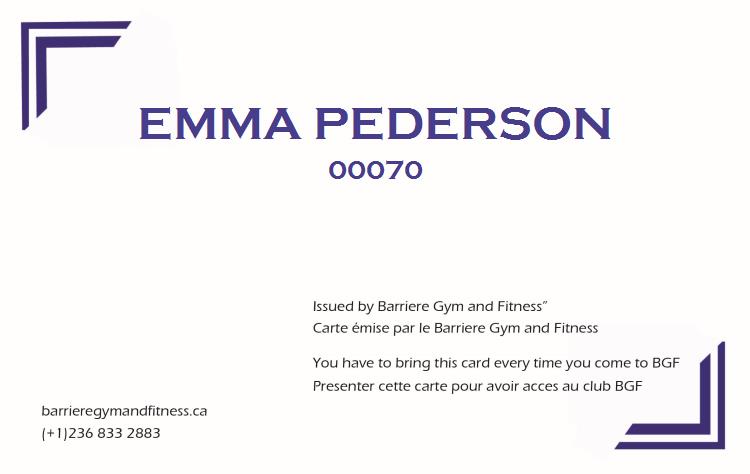 EMMA PEDERSON
00070
Issued by Barriere Gym and Fitness”
Carte émise par le Barriere Gym and Fitness
You have to bring this card every time you come to BGF
Presenter cette carte pour avoir acces au club BGF
barrieregymandfitness.ca
(+1)236 833 2883